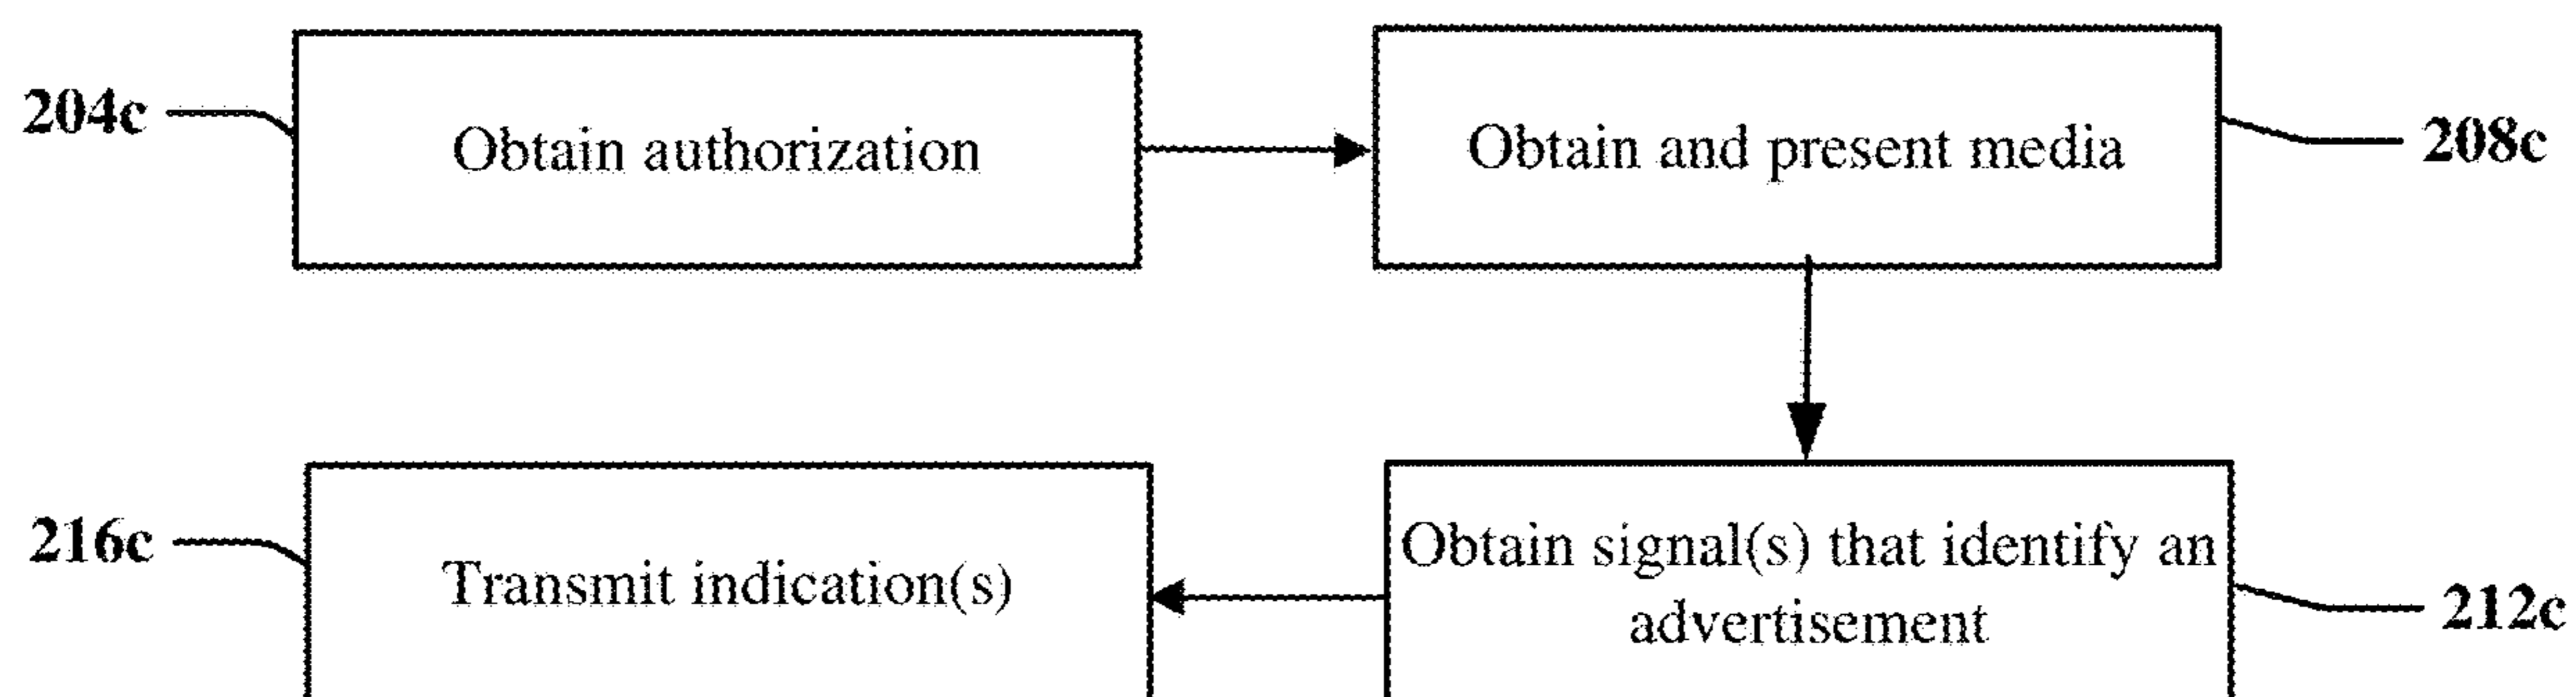 204c
Obtain authorization
Obtain and present media
208c
216c
Transmit indication(s)
Obtain signal(s) that identify an
advertisement
212c